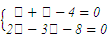 {□ + □ − 4 = 0
2□ − 3□ − 8 = 0